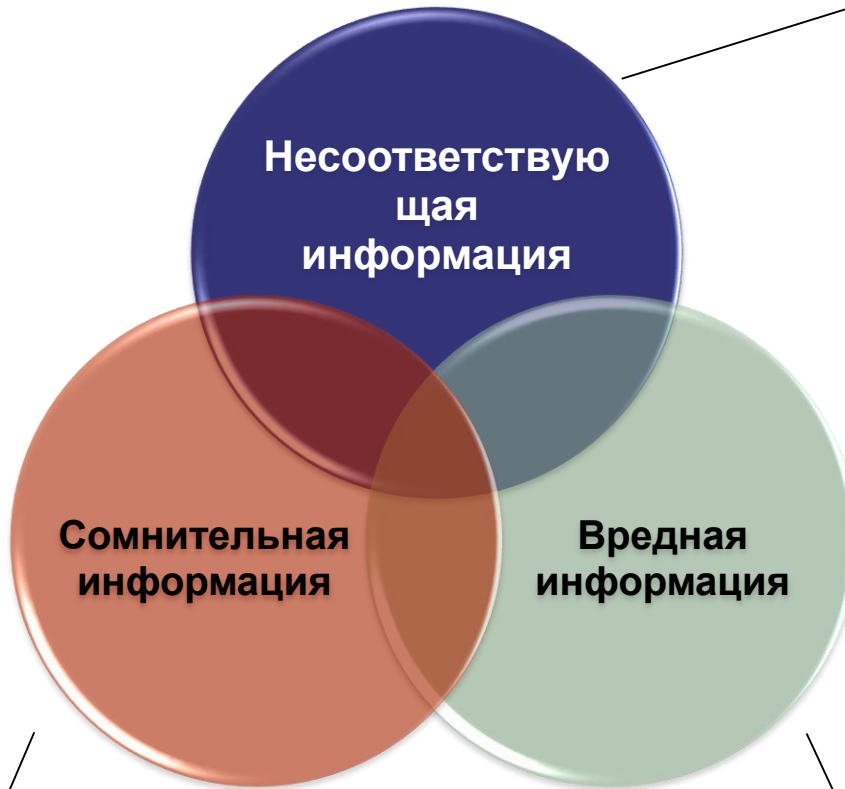 Несоответствую
щая
информация
Сомнительная
информация
Вредная
информация